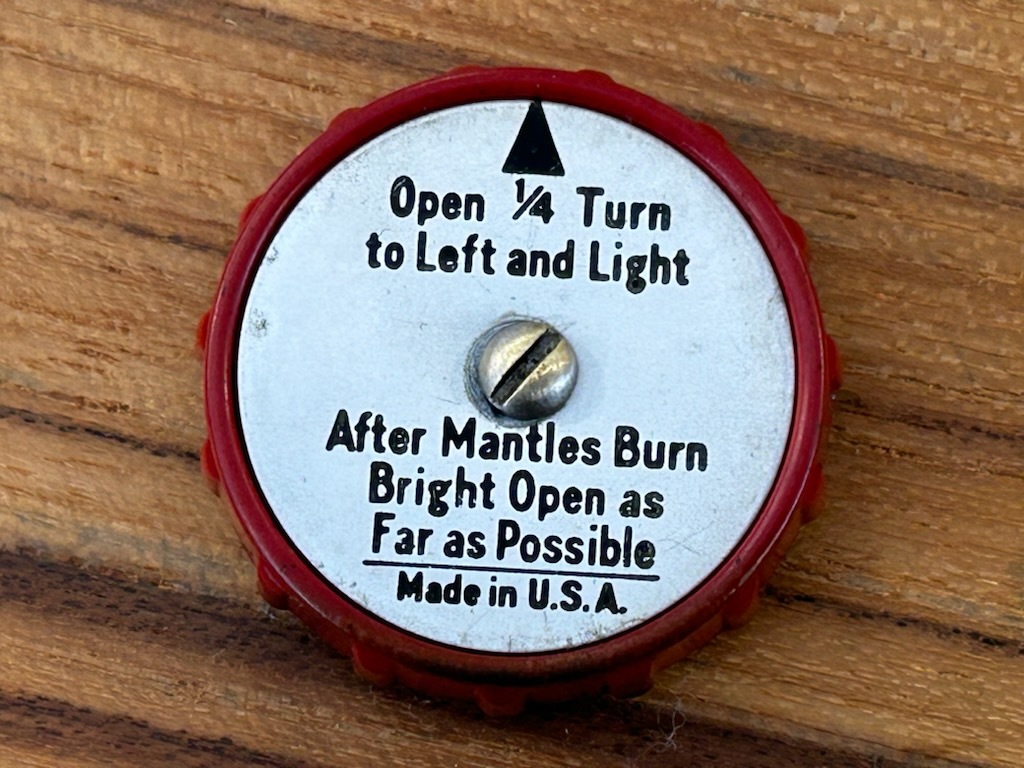 Open ¼ Turn
to Left and Light
After Mantles Burn
Bright Open as
Far as Possible
Made in U.S.A.